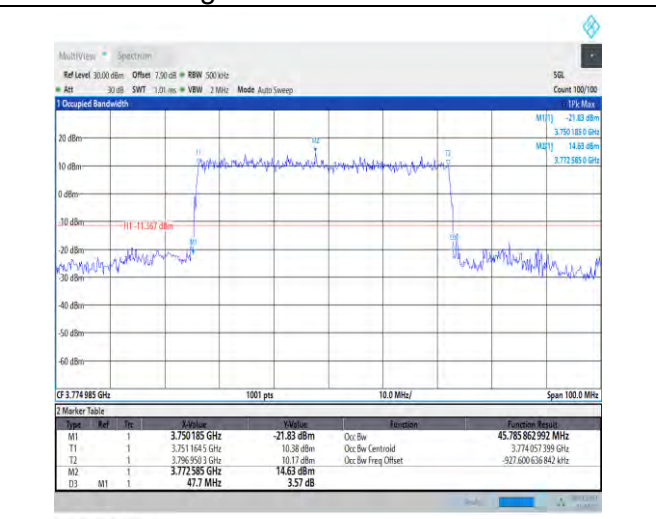 MultiView Spectrum
Ref Level 30.00 dBm Offset 7.00 dB RBW 500 kHz SGL
Att 30 dB SWT 1.01 ms VBW 2 MHz Mode Auto Sweep Count 100/100
1 Occupied Bandwidth 1Pk Max
M1[1] -21.83 dBm
3.750 185 0 GHz
M2[1] 14.63 dBm
3.772 585 0 GHz
20 dBm
M2
T1
T2
10 dBm
0 dBm
-10 dBm
H1 -11.367 dBm
M1
-20 dBm
-30 dBm
-40 dBm
-50 dBm
-60 dBm
CF 3.774 985 GHz 1001 pts 10.0 MHz/ Span 100.0 MHz
2 Marker Table
Type Ref Trc X-Value Y-Value Function Function Result
M1 1 3.750185 GHz -21.83 dBm Occ Bw 45.785 862 992 MHz
T1 1 3.751 164 5 GHz 10.38 dBm Occ Bw Centroid 3.774 057 399 GHz
T2 1 3.796 950 3 GHz 10.17 dBm Occ Bw Freq Offset -927.600 636 842 kHz
M2 1 3.772585 GHz 14.63 dBm
D3 M1 1 47.7 MHz 3.57 dB